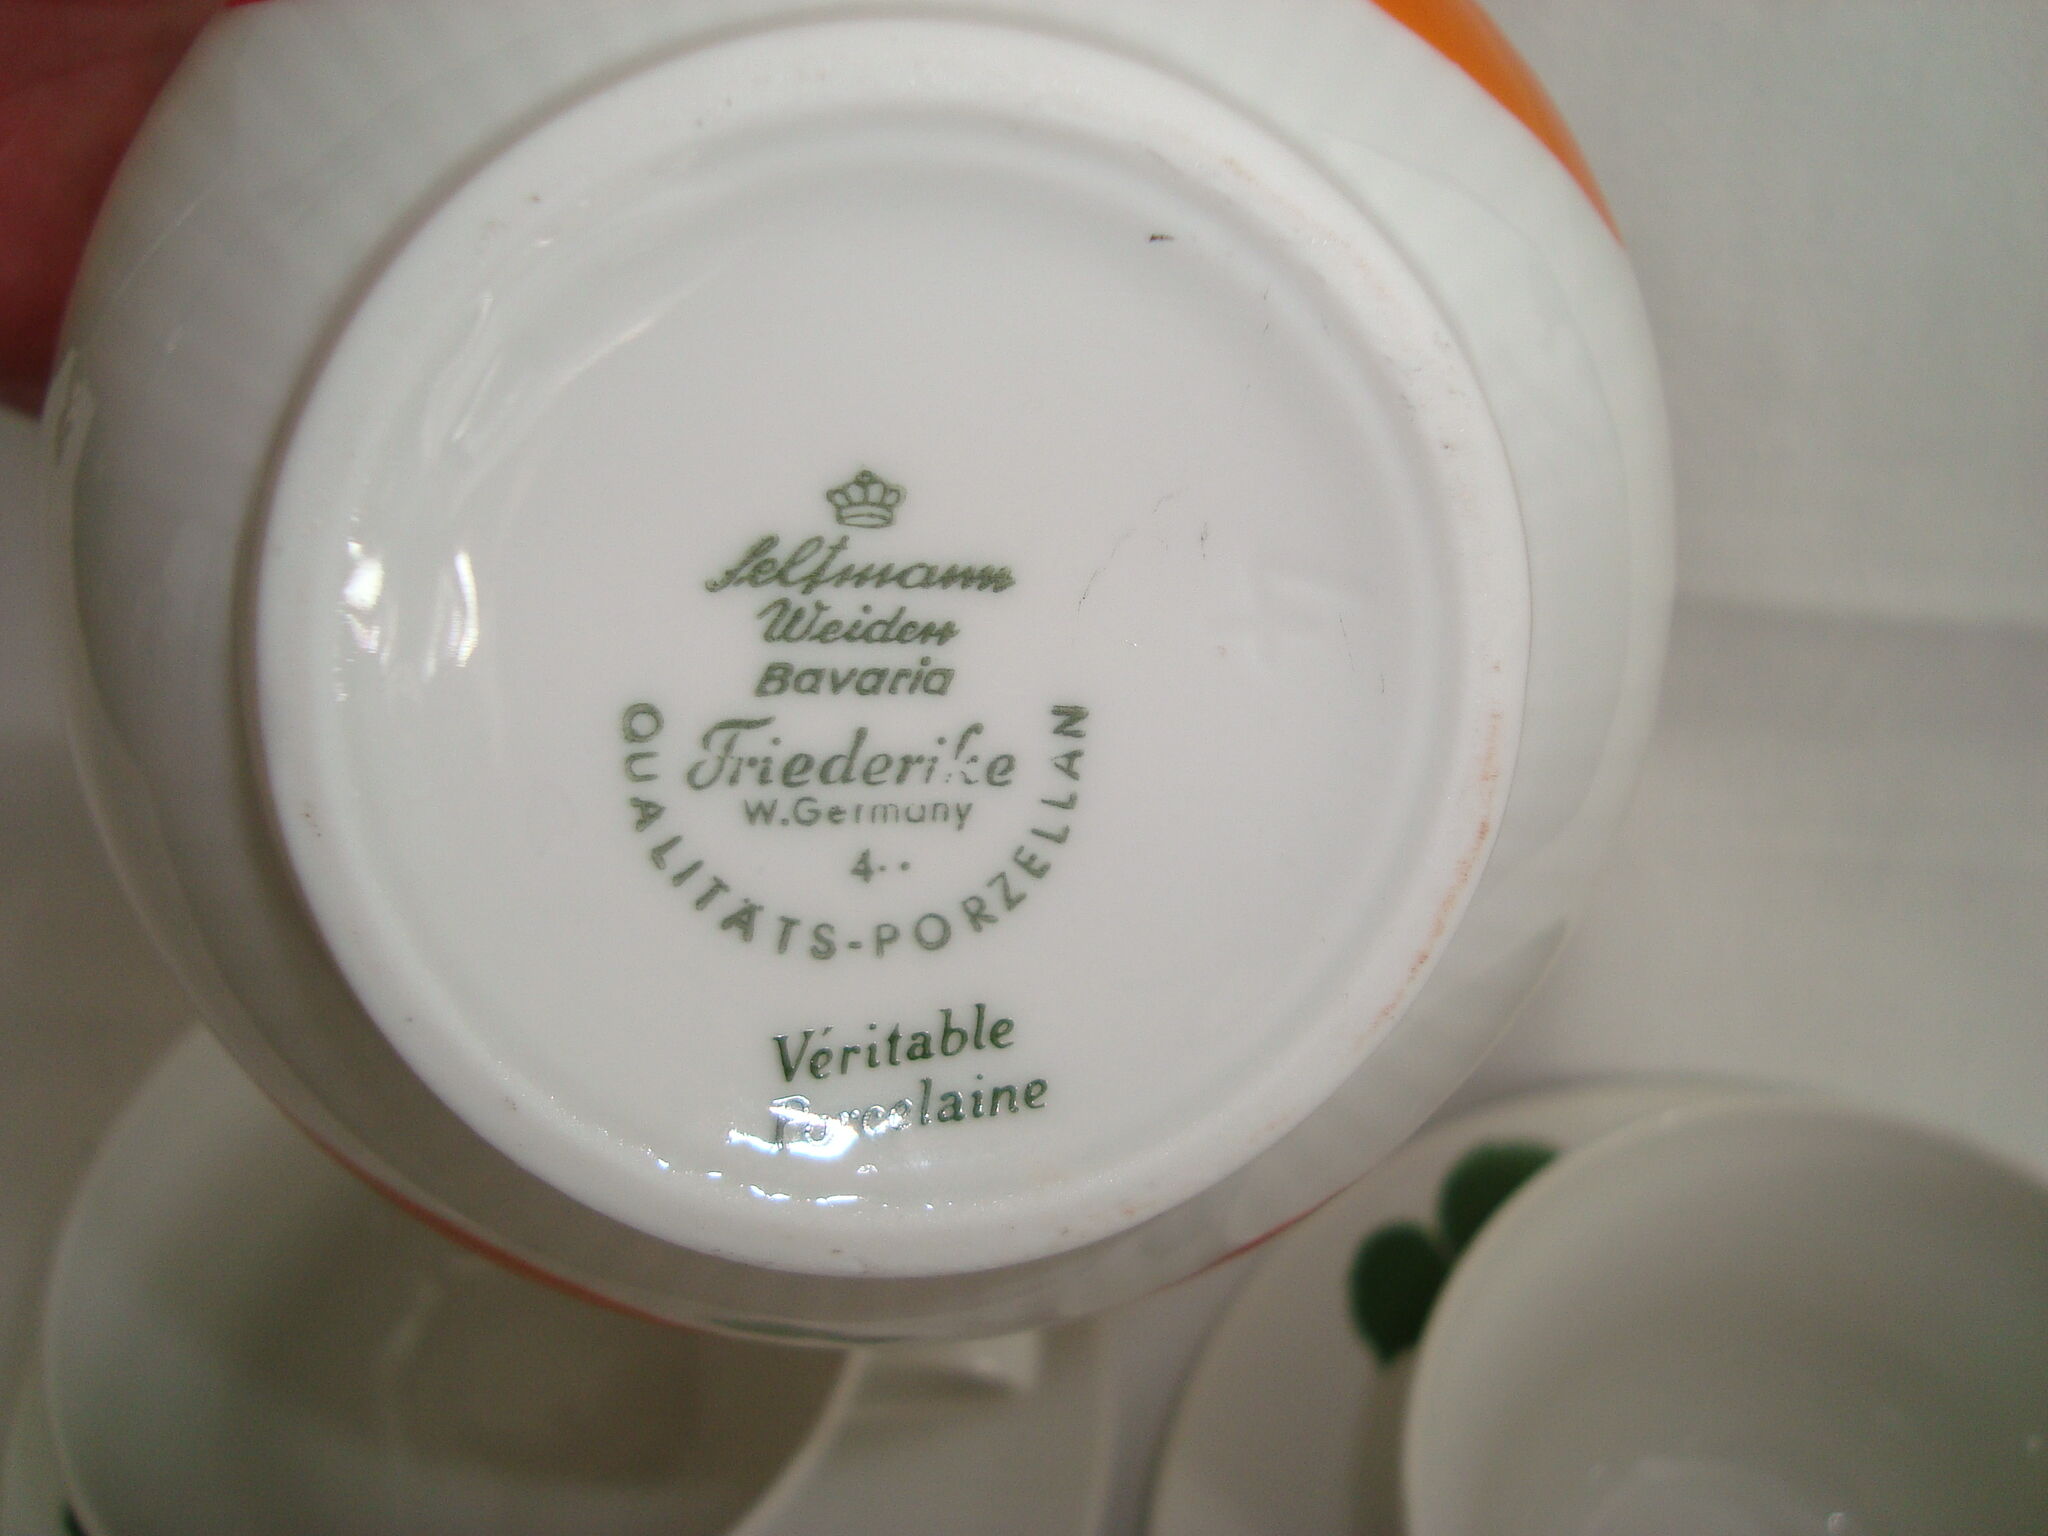 Seltmann
Weiden
Bavaria
Friederike
W.Germany
4..
QUALITÄTS-PORZELLAN
Véritable
Porcelaine